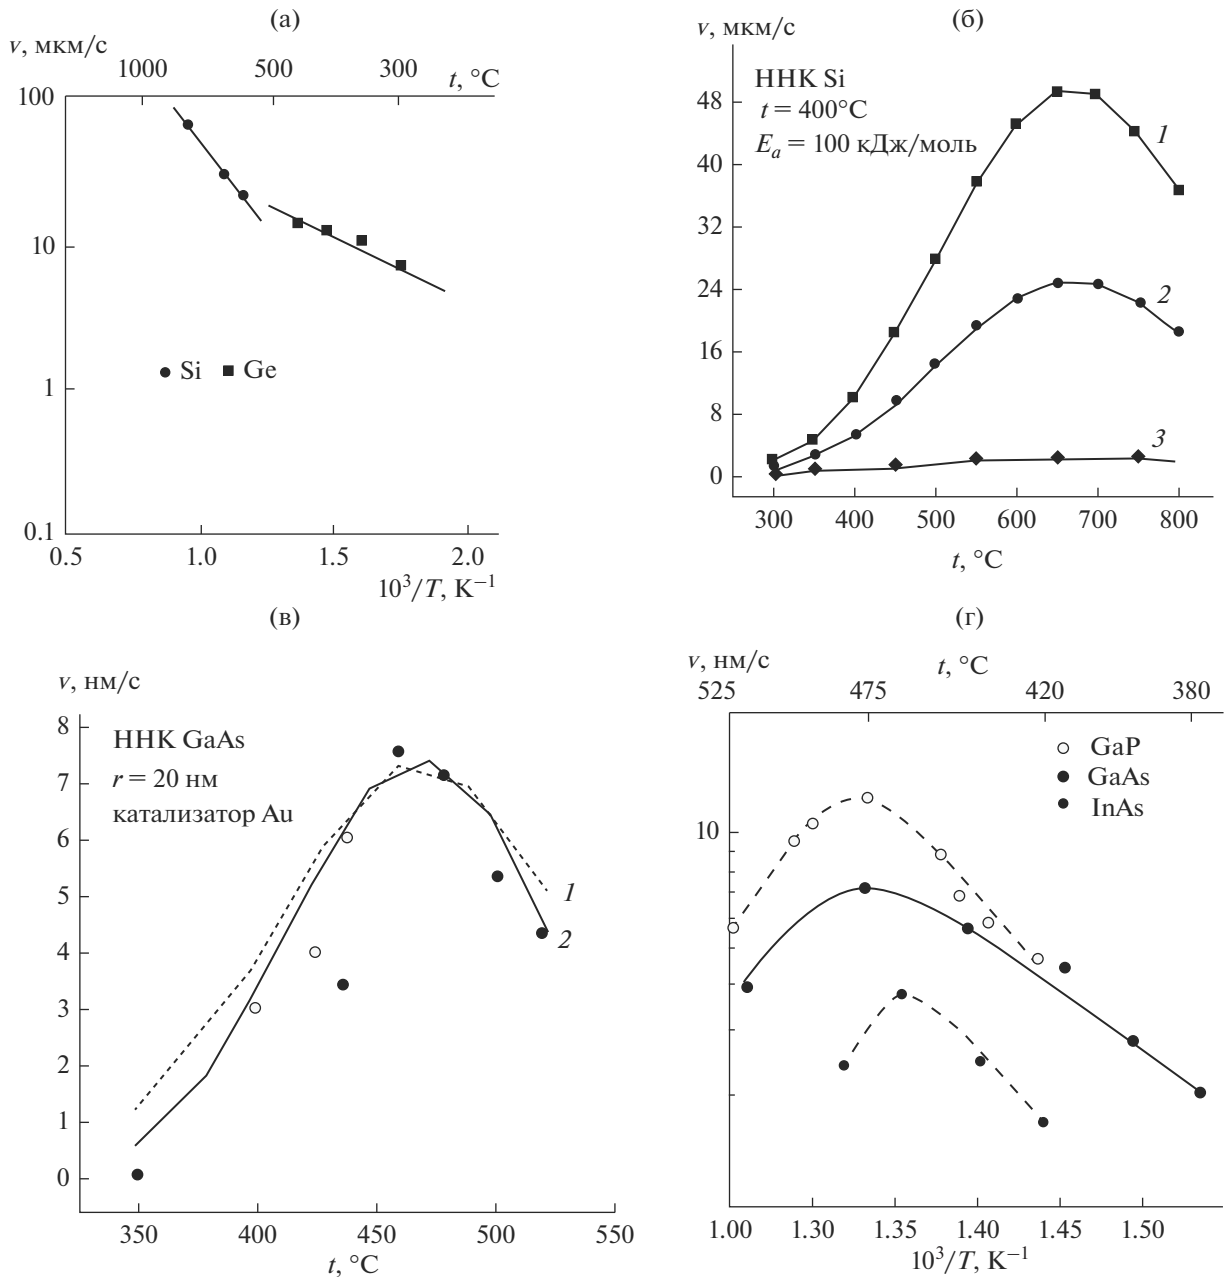 (а)
v, мкм/с
1000 500 300 t, °C
100
10
1
0.1
Si Ge
0.5 1.0 1.5 2.0
10³/T, K⁻¹
(б)
v, мкм/с
ННК Si
t = 400°C
Eₐ = 100 кДж/моль
48
40
32
24
16
8
0
1
2
3
300 400 500 600 700 800
t, °C
(в)
v, нм/с
ННК GaAs
r = 20 нм
катализатор Au
8
7
6
5
4
3
2
1
0
1
2
350 400 450 500 550
t, °C
(г)
v, нм/с t, °C
525 475 420 380
GaP
GaAs
InAs
10
1.00 1.30 1.35 1.40 1.50
10³/T, K⁻¹